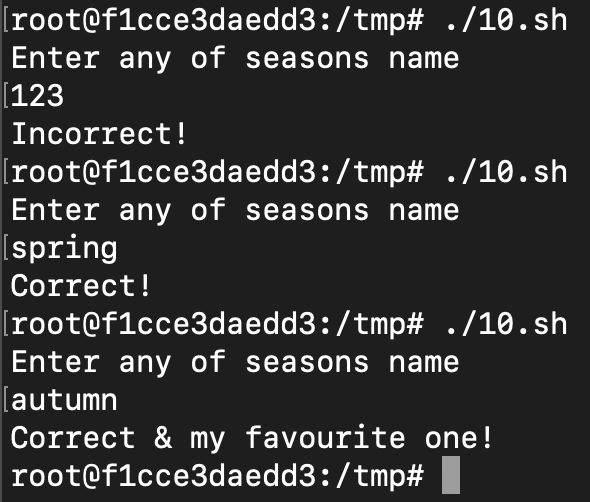 [root@f1cce3daedd3:/tmp# ./10.sh
Enter any of seasons name
[123
Incorrect!
[root@f1cce3daedd3:/tmp# ./10.sh
Enter any of seasons name
[spring
Correct!
[root@f1cce3daedd3:/tmp# ./10.sh
Enter any of seasons name
[autumn
Correct & my favourite one!
root@f1cce3daedd3:/tmp#